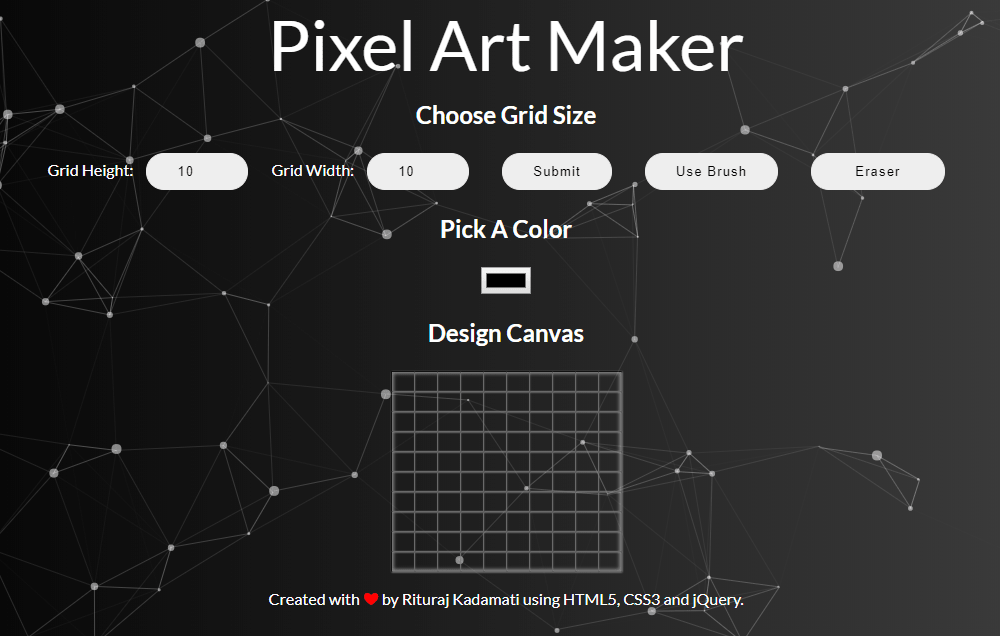 Pixel Art Maker
Choose Grid Size
Grid Height: 10 Grid Width: 10 Submit Use Brush Eraser
Pick A Color
Design Canvas
Created with ❤ by Rituraj Kadamati using HTML5, CSS3 and jQuery.